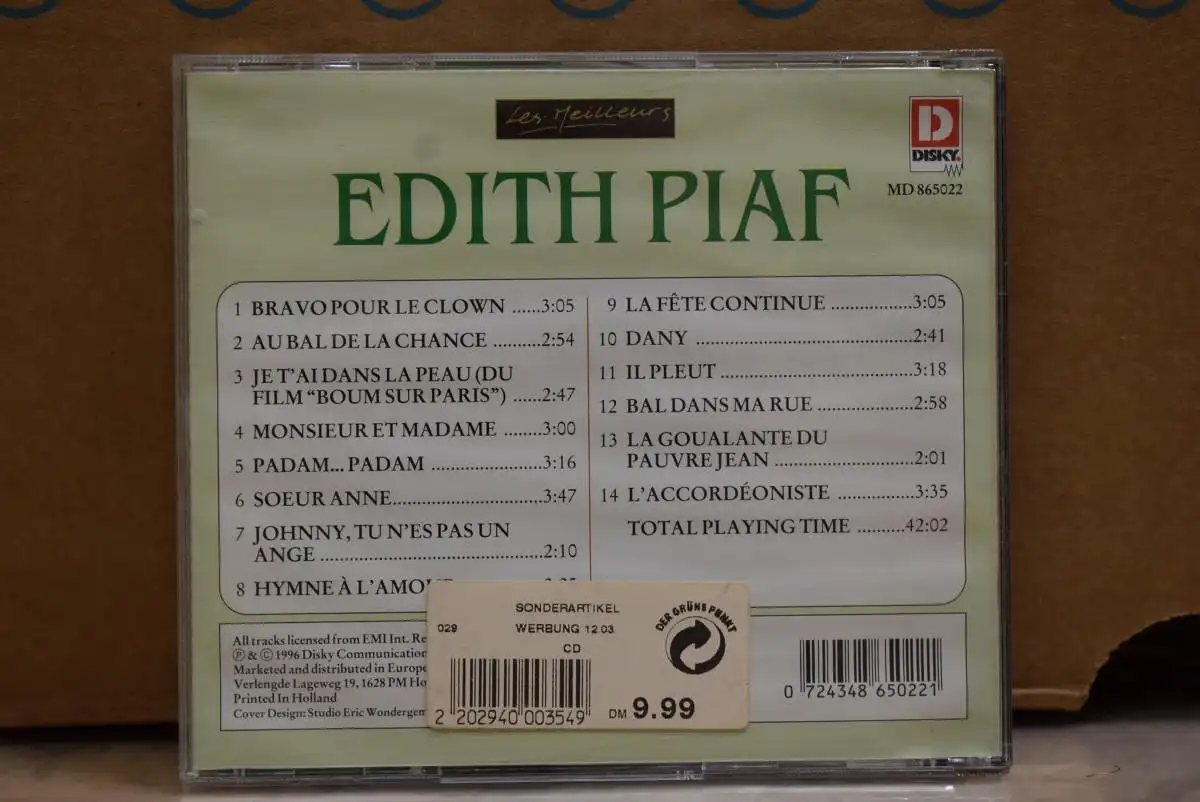 Les Meilleurs
D
DISKY.
MD 865022
EDITH PIAF
1 BRAVO POUR LE CLOWN ......3:05
2 AU BAL DE LA CHANCE ..........2:54
3 JE T'AI DANS LA PEAU (DU
FILM “BOUM SUR PARIS”) ......2:47
4 MONSIEUR ET MADAME ........3:00
5 PADAM... PADAM ....................3:16
6 SOEUR ANNE...........................3:47
7 JOHNNY, TU N'ES PAS UN
ANGE ........................................2:10
8 HYMNE À L'AMOUR
9 LA FÊTE CONTINUE ...............3:05
10 DANY .......................................2:41
11 IL PLEUT ..................................3:18
12 BAL DANS MA RUE ...................2:58
13 LA GOUALANTE DU
PAUVRE JEAN .........................2:01
14 L'ACCORDÉONISTE ..............3:35
TOTAL PLAYING TIME .........42:02
All tracks licensed from EMI Int.
Ⓟ & © 1996 Disky Communication
Marketed and distributed in Europe
Verlengde Lageweg 19, 1628 PM
Printed In Holland
Cover Design: Studio Eric
SONDERARTIKEL
029 WERBUNG 12.03
CD
DER GRÜNE PUNKT
2 202940 003549
DM 9.99
0 724348 650221